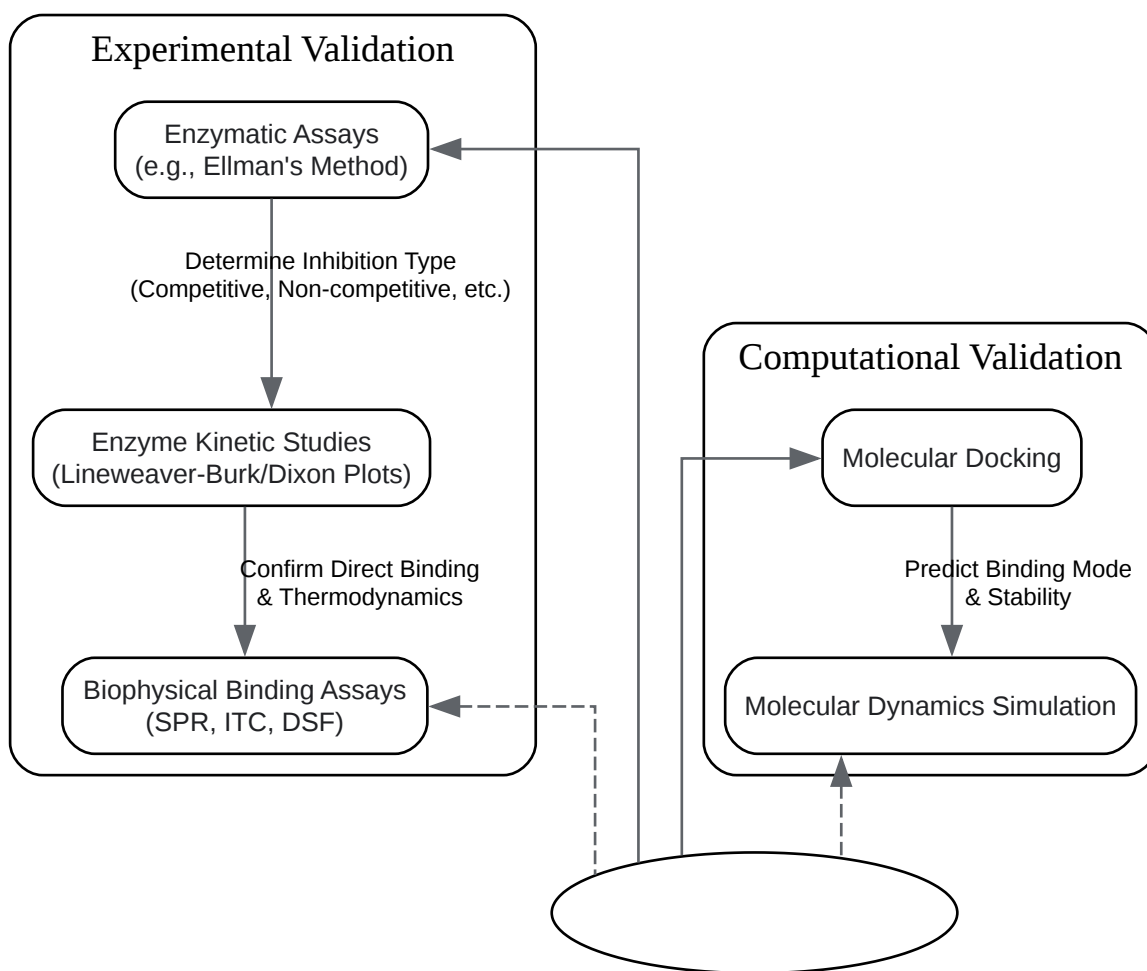 Experimental Validation
Enzymatic Assays
(e.g., Ellman's Method)
Determine Inhibition Type
(Competitive, Non-competitive, etc.)
Enzyme Kinetic Studies
(Lineweaver-Burk/Dixon Plots)
Confirm Direct Binding
& Thermodynamics
Biophysical Binding Assays
(SPR, ITC, DSF)
Computational Validation
Molecular Docking
Predict Binding Mode
& Stability
Molecular Dynamics Simulation